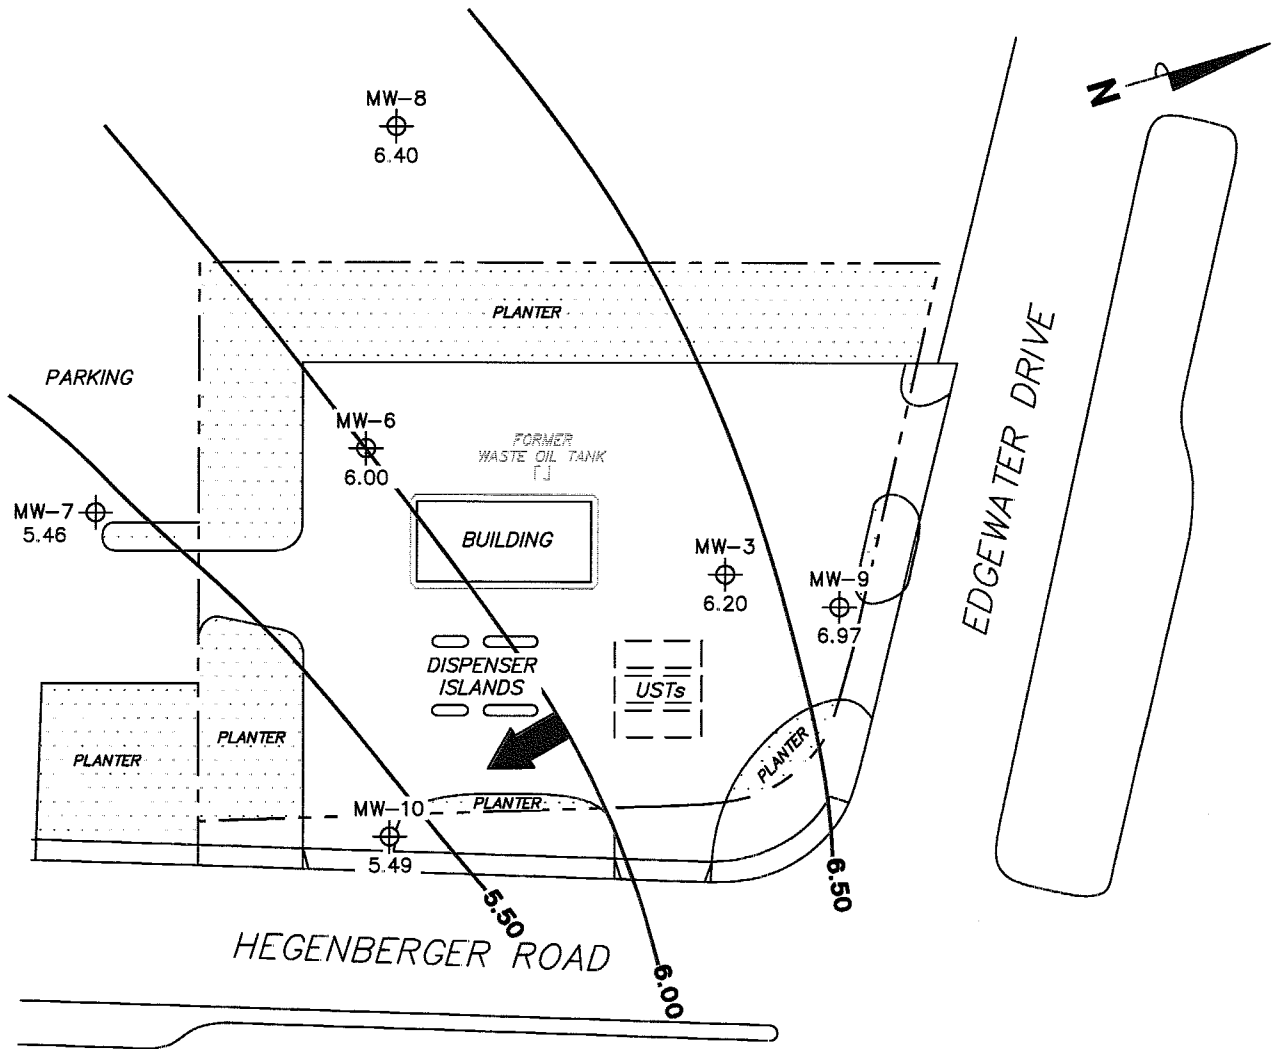 MW-8
6.40
N
PLANTER
PARKING
MW-6
6.00
FORMER
WASTE OIL TANK
MW-7
5.46
BUILDING
MW-3
6.20
MW-9
6.97
EDGEWATER DRIVE
DISPENSER
ISLANDS
USTs
PLANTER
PLANTER
PLANTER
PLANTER
MW-10
5.49
5.50
6.50
6.00
HEGENBERGER ROAD